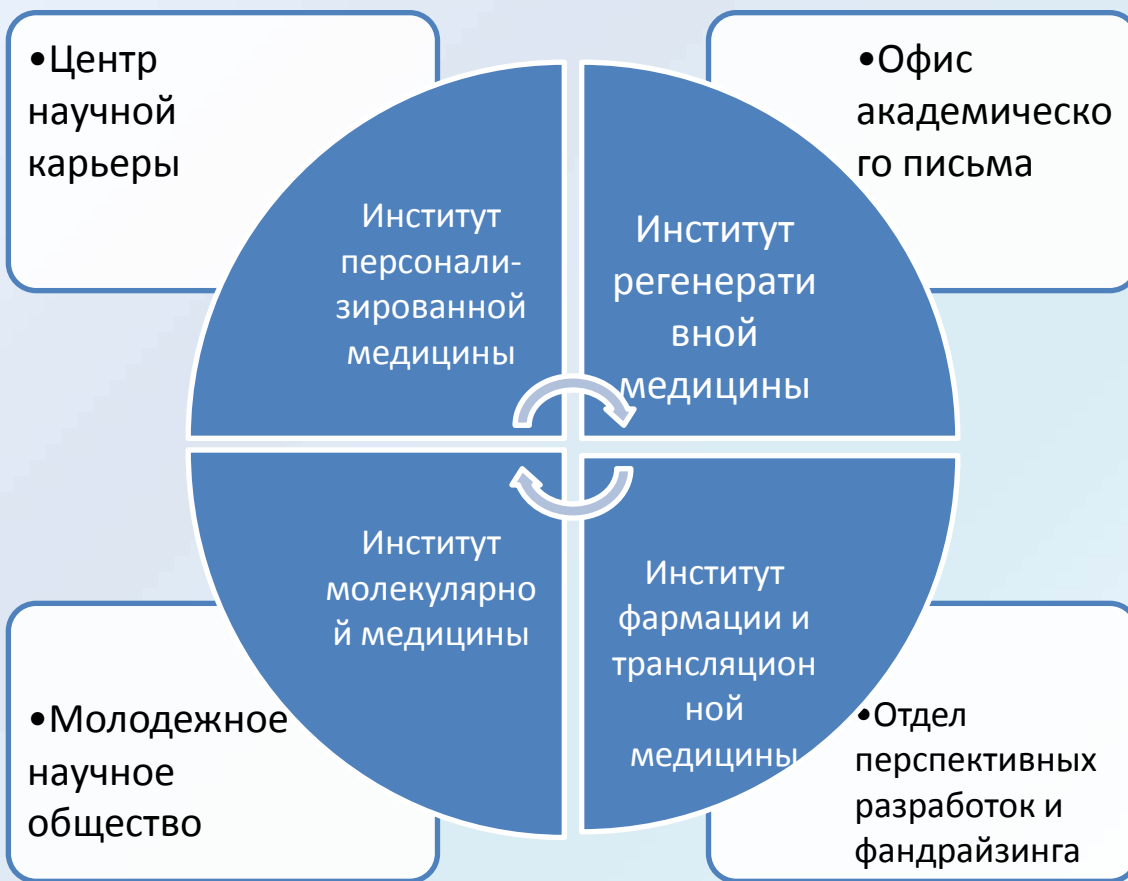 •Центр
научной
карьеры
•Офис
академическо
го письма
Институт
персонали-
зированной
медицины
Институт
регенерати
вной
медицины
Институт
молекулярно
й медицины
Институт
фармации и
трансляцион
ной
медицины
•Молодежное
научное
общество
•Отдел
перспективных
разработок и
фандрайзинга